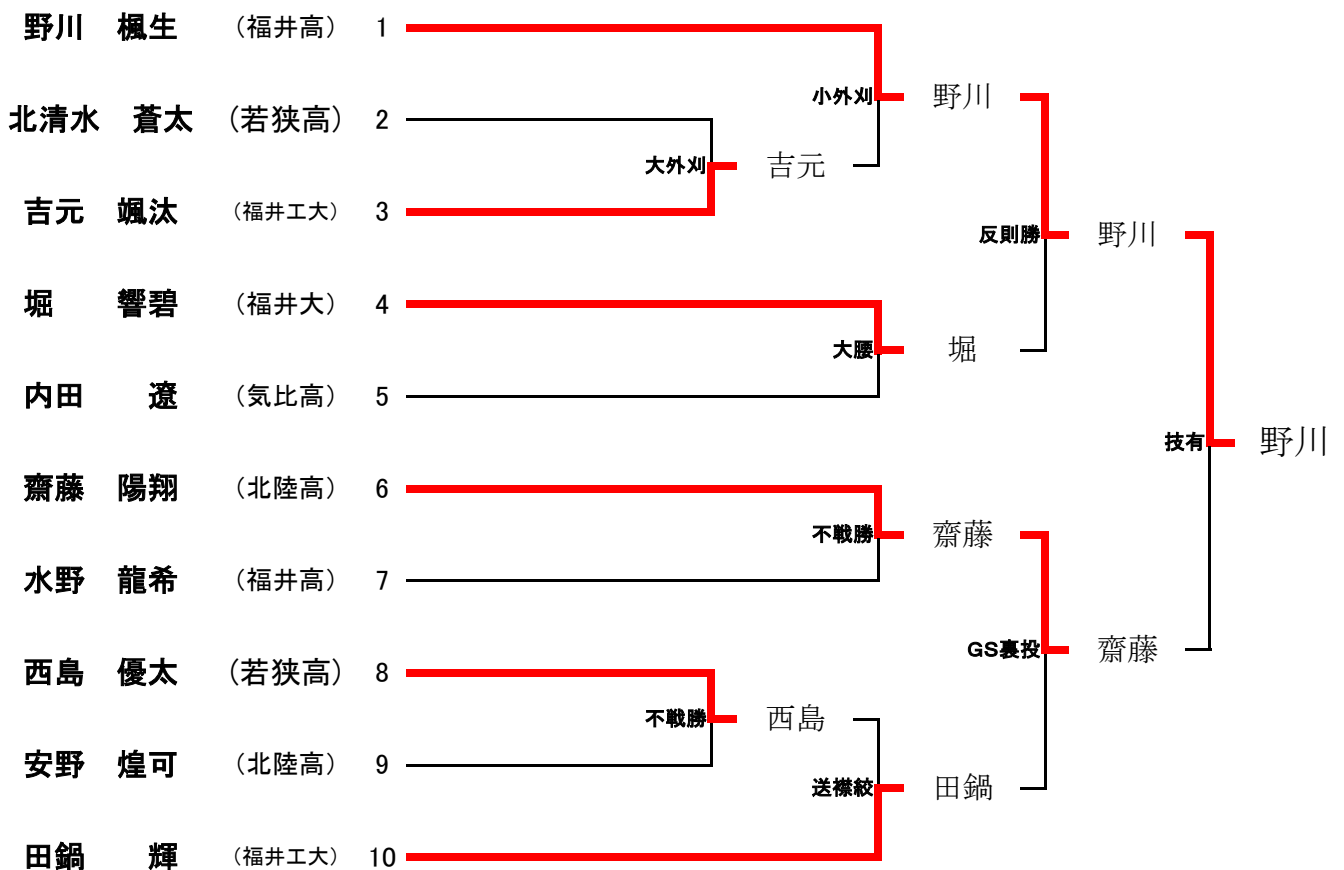 野川　楓生　（福井高）　1
小外刈　野川
北清水　蒼太　（若狭高）　2
大外刈　吉元
吉元　颯汰　（福井工大）　3
反則勝　野川
堀　響碧　（福井大）　4
大腰　堀
内田　遼　（気比高）　5
技有　野川
齋藤　陽翔　（北陸高）　6
不戦勝　齋藤
水野　龍希　（福井高）　7
GS裏投　齋藤
西島　優太　（若狭高）　8
不戦勝　西島
安野　煌可　（北陸高）　9
送襟絞　田鍋
田鍋　輝　（福井工大）　10